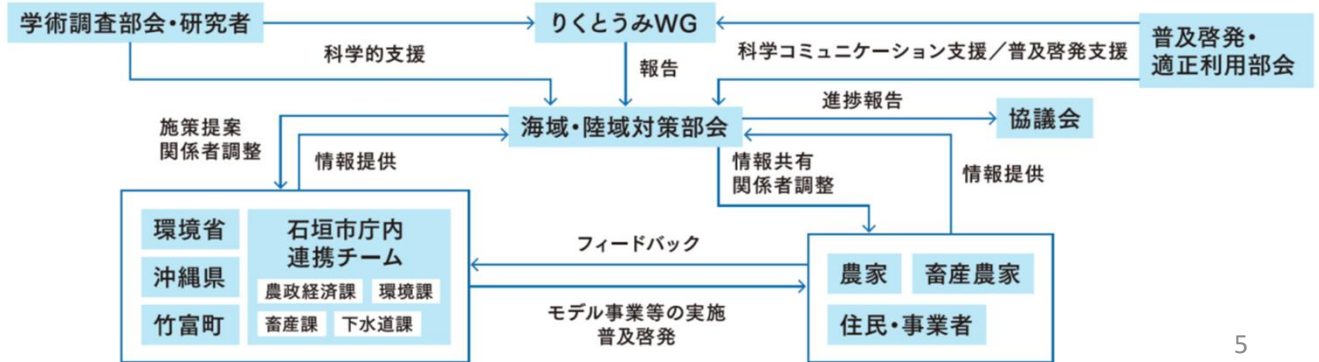 学術調査部会・研究者
りくとうみWG
普及啓発・
適正利用部会
科学的支援
報告
科学コミュニケーション支援／普及啓発支援
海域・陸域対策部会
進捗報告
協議会
施策提案
関係者調整
情報提供
情報共有
関係者調整
情報提供
環境省
沖縄県
竹富町
石垣市庁内
連携チーム
農政経済課
環境課
畜産課
下水道課
フィードバック
モデル事業等の実施
普及啓発
農家
畜産農家
住民・事業者
5